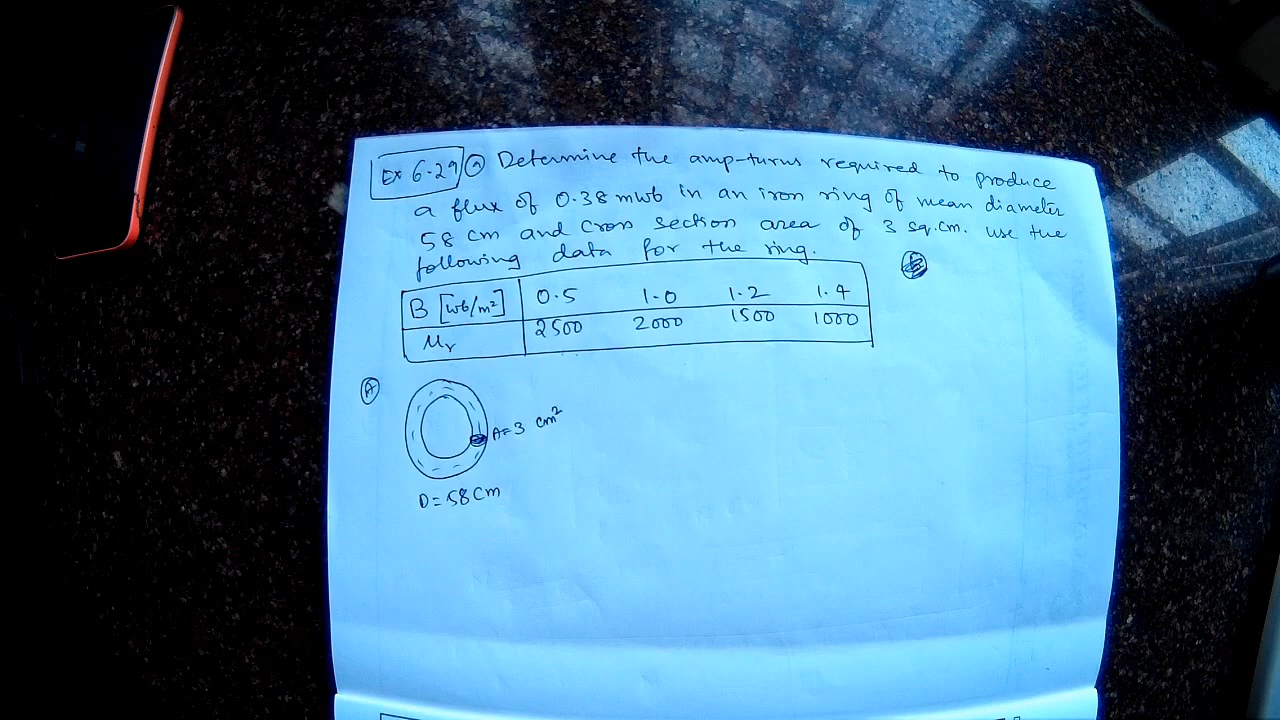 Ex 6.29 Q Determine the amp-turns required to produce
a flux of 0.38 mwb in an iron ring of mean diameter
58 cm and cross section area of 3 sq.cm. use the
following data for the ring.
B [wb/m²] 0.5 1.0 1.2 1.4
μr 2500 2000 1500 1000
A
A=3 cm²
D=58cm